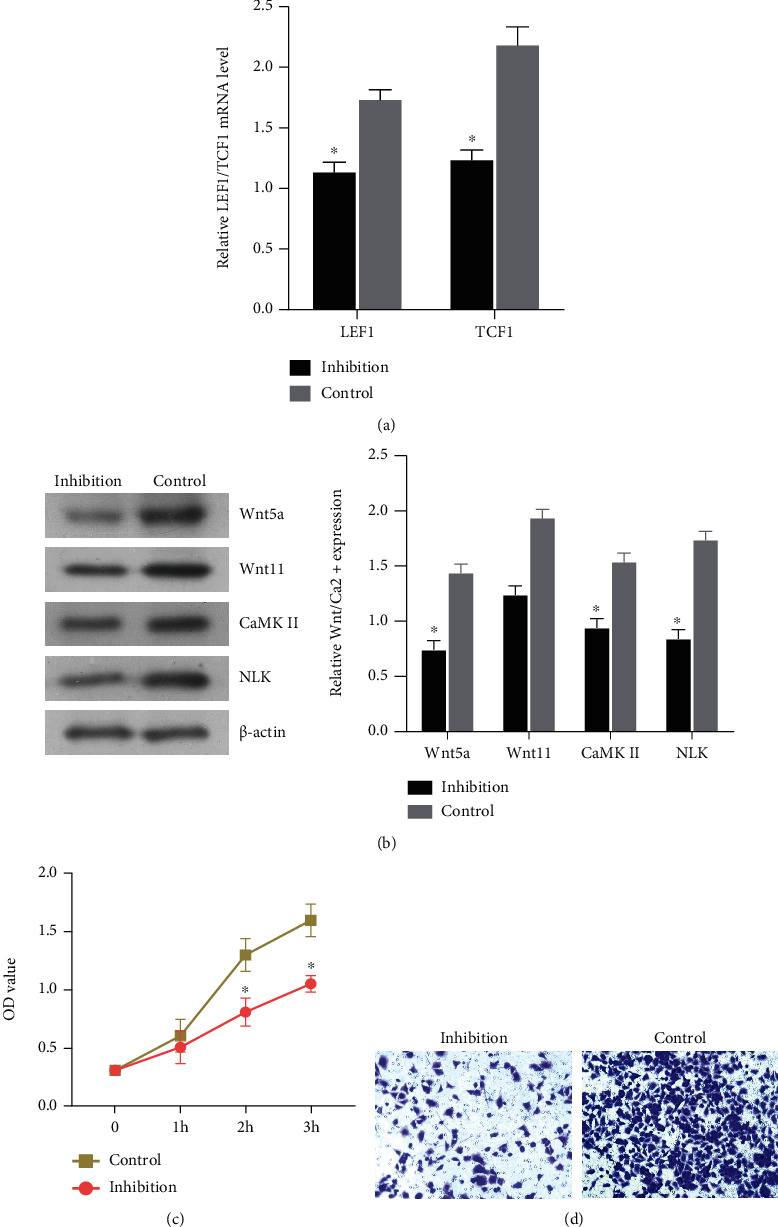 Relative LEF1/TCF1 mRNA level
2.5
2.0
1.5
1.0
0.5
0.0
*
*
LEF1 TCF1
Inhibition
Control
(a)
Inhibition Control
Wnt5a
Wnt11
CaMK II
NLK
β-actin
Relative Wnt/Ca2 + expression
2.5
2.0
1.5
1.0
0.5
0.0
*
*
*
Wnt5a Wnt11 CaMK II NLK
Inhibition
Control
(b)
OD value
2.0
1.5
1.0
0.5
0.0
*
*
0 1h 2h 3h
Control
Inhibition
(c)
Inhibition Control
(d)